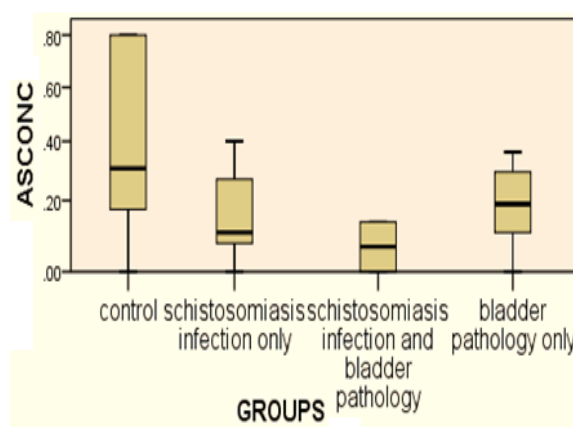 .80
.60
.40
.20
.00
ASCONC
control
schistosomiasis
infection only
schistosomiasis
infection and
bladder
pathology
bladder
pathology only
GROUPS